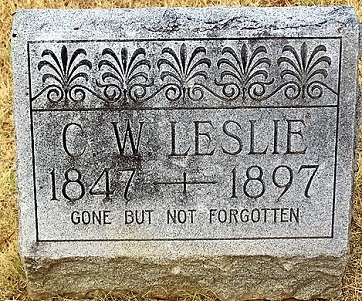 C. W. LESLIE
1847 – 1897
GONE BUT NOT FORGOTTEN